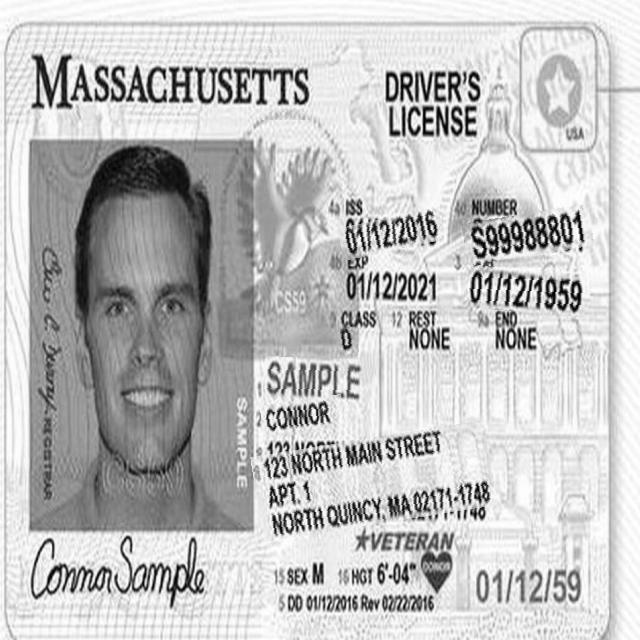 MASSACHUSETTS
DRIVER'S
LICENSE
USA
4a ISS
01/12/2016
4d NUMBER
S99988801
4b EXP
01/12/2021
3
01/12/1959
9 CLASS
D
12 REST
NONE
9a END
NONE
CS59
1 SAMPLE
2 CONNOR
123 NORTH MAIN STREET
APT. 1
NORTH QUINCY, MA 02171-1748
★VETERAN
15 SEX M
16 HGT 6'-04"
DONOR
5 DD 01/12/2016 Rev 02/22/2016
01/12/59
SAMPLE
REGISTRAR
Connor Sample